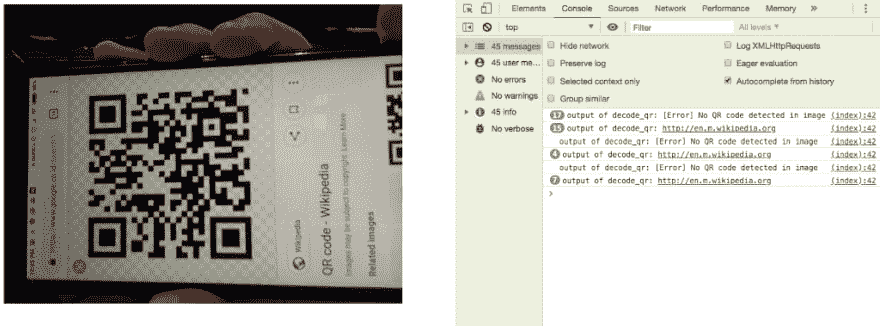 QR code - Wikipedia
Images may be subject to copyright. Learn More
Related images
Wikipedia
Elements Console Sources Network Performance Memory »
top
Filter
All levels ▼
45 messages
45 user me...
No errors
No warnings
45 info
No verbose
Hide network
Log XMLHttpRequests
Preserve log
Eager evaluation
Selected context only
Autocomplete from history
Group similar
17 output of decode_qr: [Error] No QR code detected in image (index):42
15 output of decode_qr: http://en.m.wikipedia.org (index):42
output of decode_qr: [Error] No QR code detected in image (index):42
4 output of decode_qr: http://en.m.wikipedia.org (index):42
output of decode_qr: [Error] No QR code detected in image (index):42
7 output of decode_qr: http://en.m.wikipedia.org (index):42
>